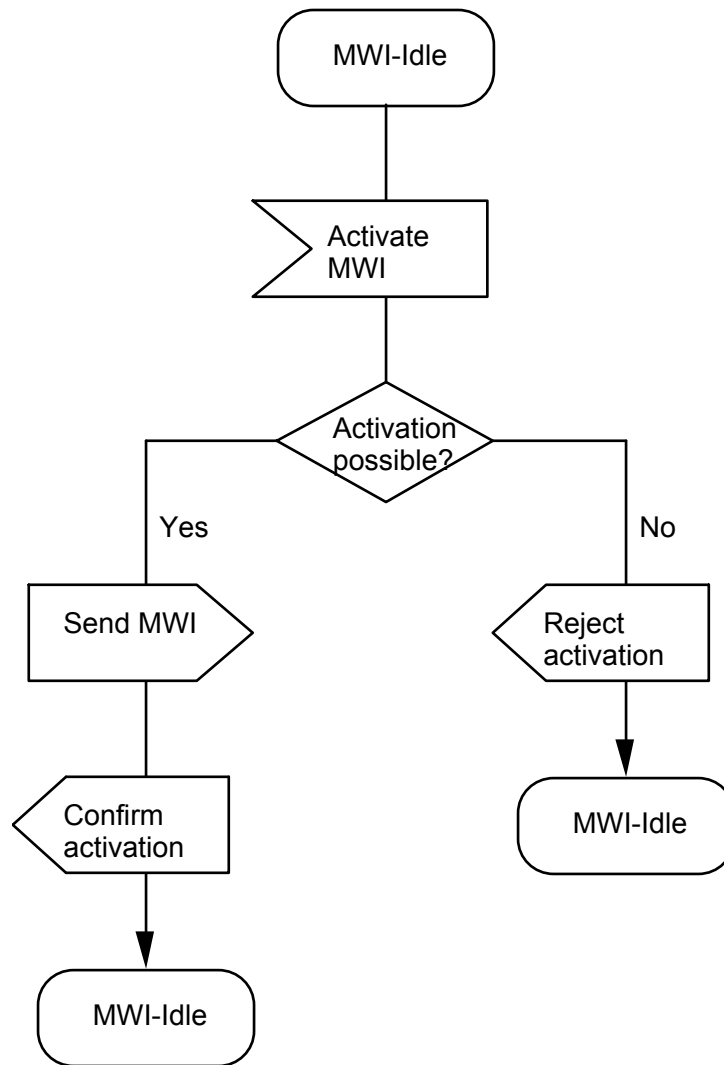 MWI-Idle
Activate
MWI
Activation
possible?
Yes
No
Send MWI
Reject
activation
Confirm
activation
MWI-Idle
MWI-Idle